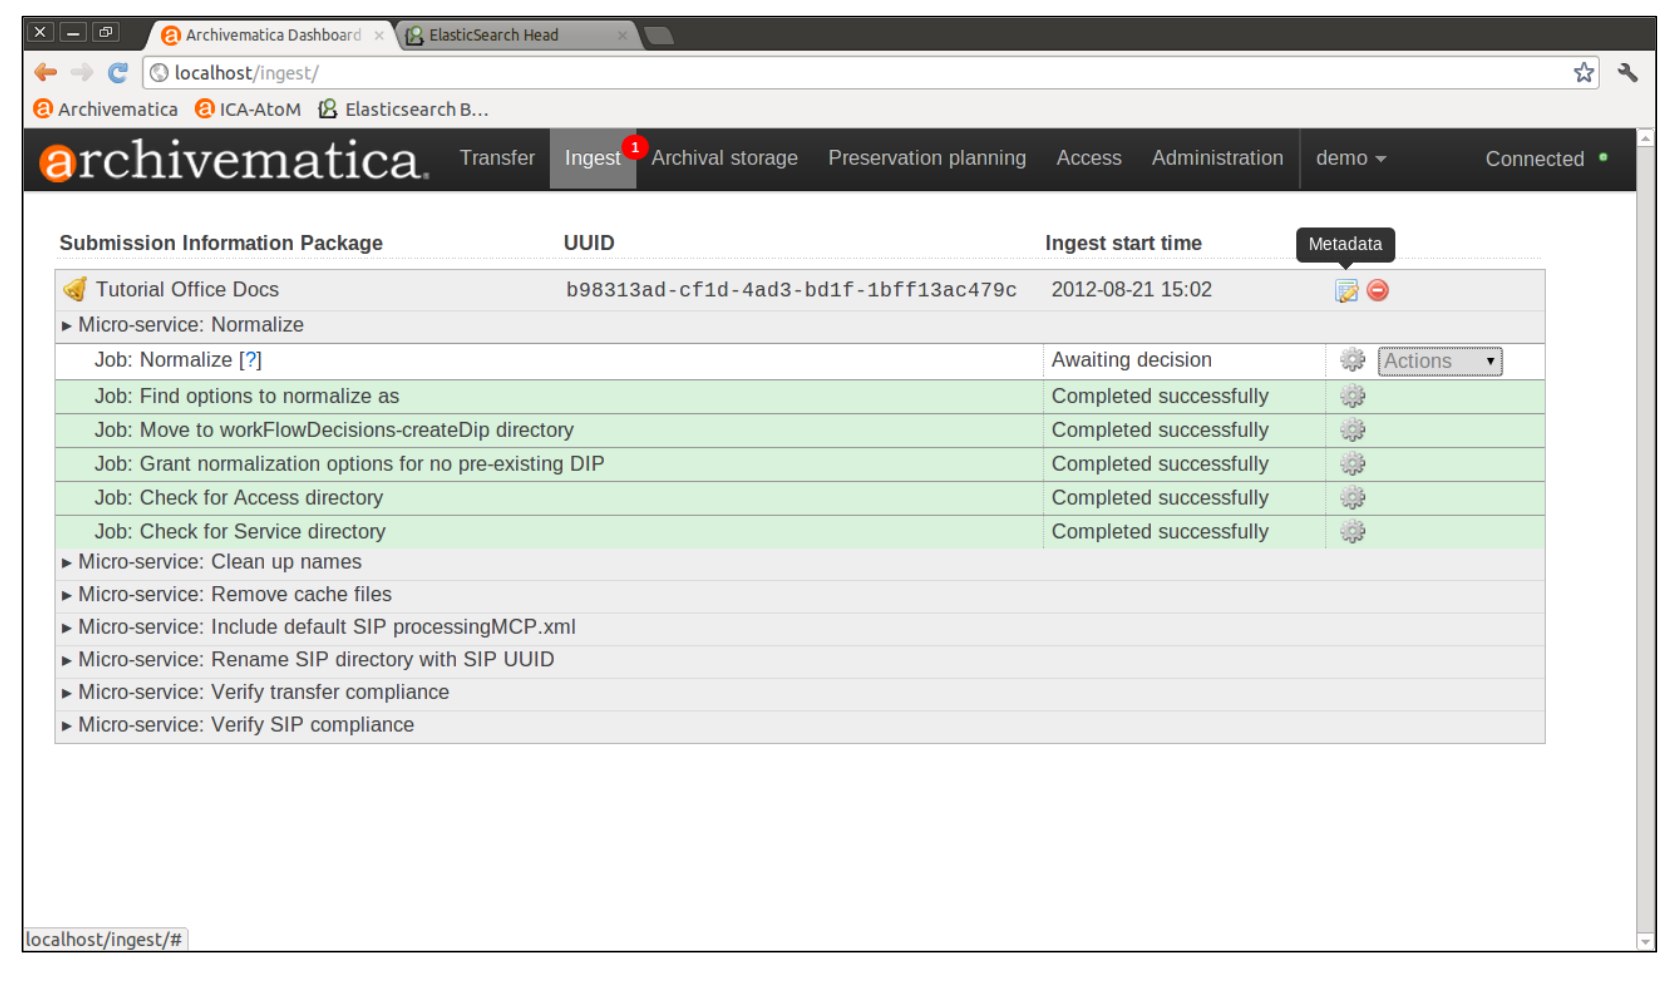 Archivematica Dashboard ElasticSearch Head
localhost/ingest/
Archivematica ICA-AtoM Elasticsearch B...
archivematica. Transfer Ingest 1 Archival storage Preservation planning Access Administration demo Connected
Submission Information Package UUID Ingest start time Metadata
Tutorial Office Docs b98313ad-cf1d-4ad3-bd1f-1bff13ac479c 2012-08-21 15:02
Micro-service: Normalize
Job: Normalize [?] Awaiting decision Actions
Job: Find options to normalize as Completed successfully
Job: Move to workFlowDecisions-createDip directory Completed successfully
Job: Grant normalization options for no pre-existing DIP Completed successfully
Job: Check for Access directory Completed successfully
Job: Check for Service directory Completed successfully
Micro-service: Clean up names
Micro-service: Remove cache files
Micro-service: Include default SIP processingMCP.xml
Micro-service: Rename SIP directory with SIP UUID
Micro-service: Verify transfer compliance
Micro-service: Verify SIP compliance
localhost/ingest/#